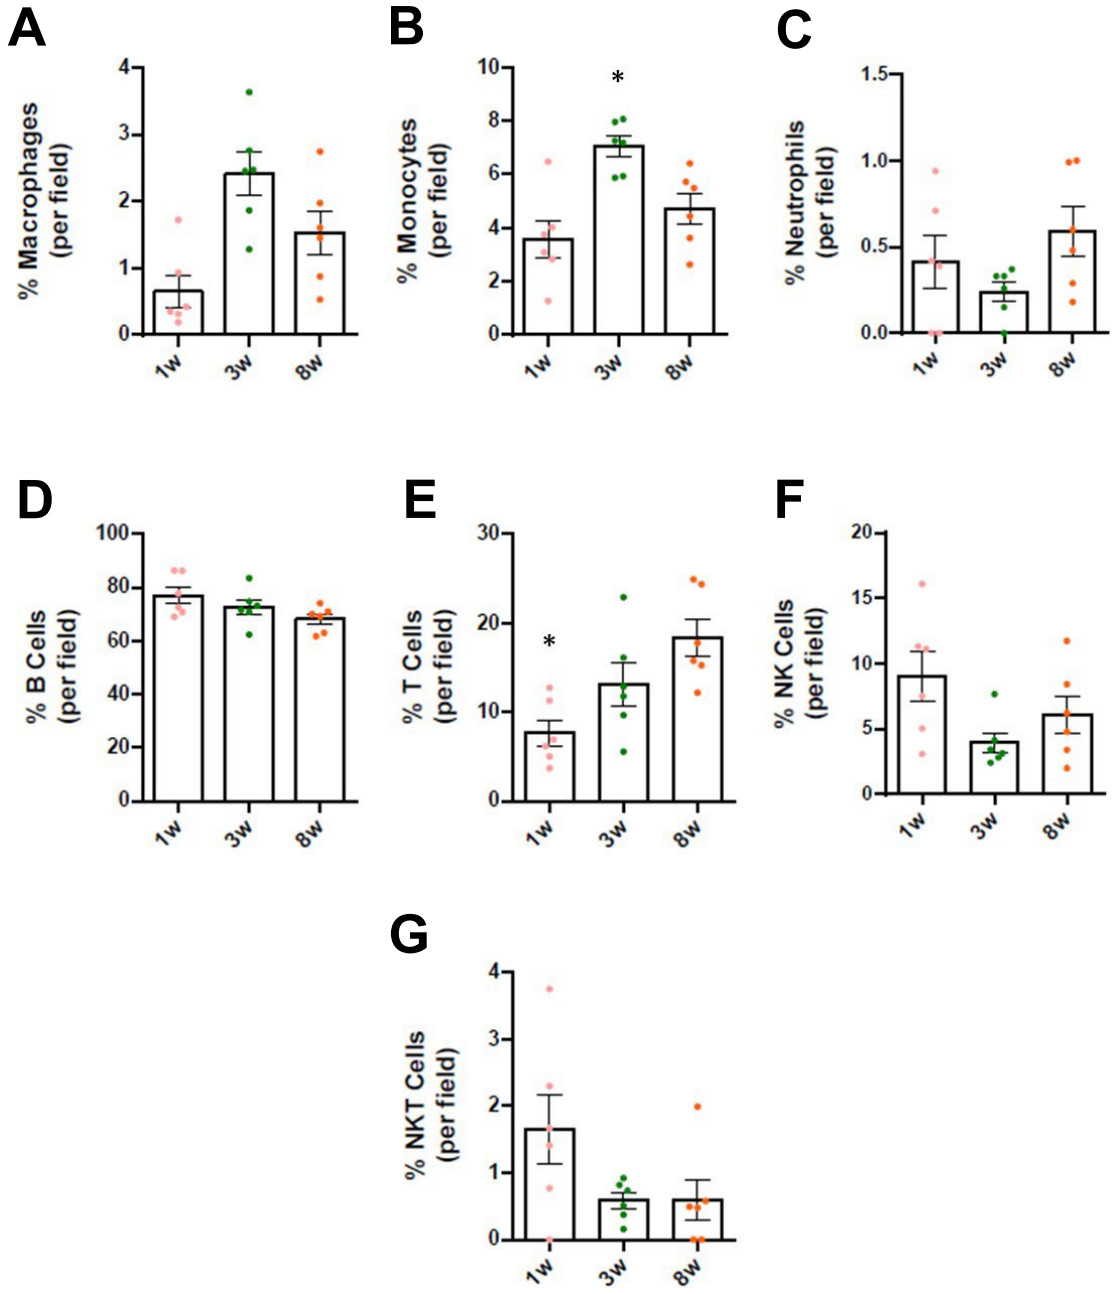 A
B
C
% Macrophages
(per field)
4
3
2
1
0
1w
3w
8w
% Monocytes
(per field)
10
8
6
4
2
0
*
1w
3w
8w
% Neutrophils
(per field)
1.5
1.0
0.5
0.0
1w
3w
8w
D
E
F
% B Cells
(per field)
100
80
60
40
20
0
1w
3w
8w
% T Cells
(per field)
30
20
10
0
*
1w
3w
8w
% NK Cells
(per field)
20
15
10
5
0
1w
3w
8w
G
% NKT Cells
(per field)
4
3
2
1
0
1w
3w
8w